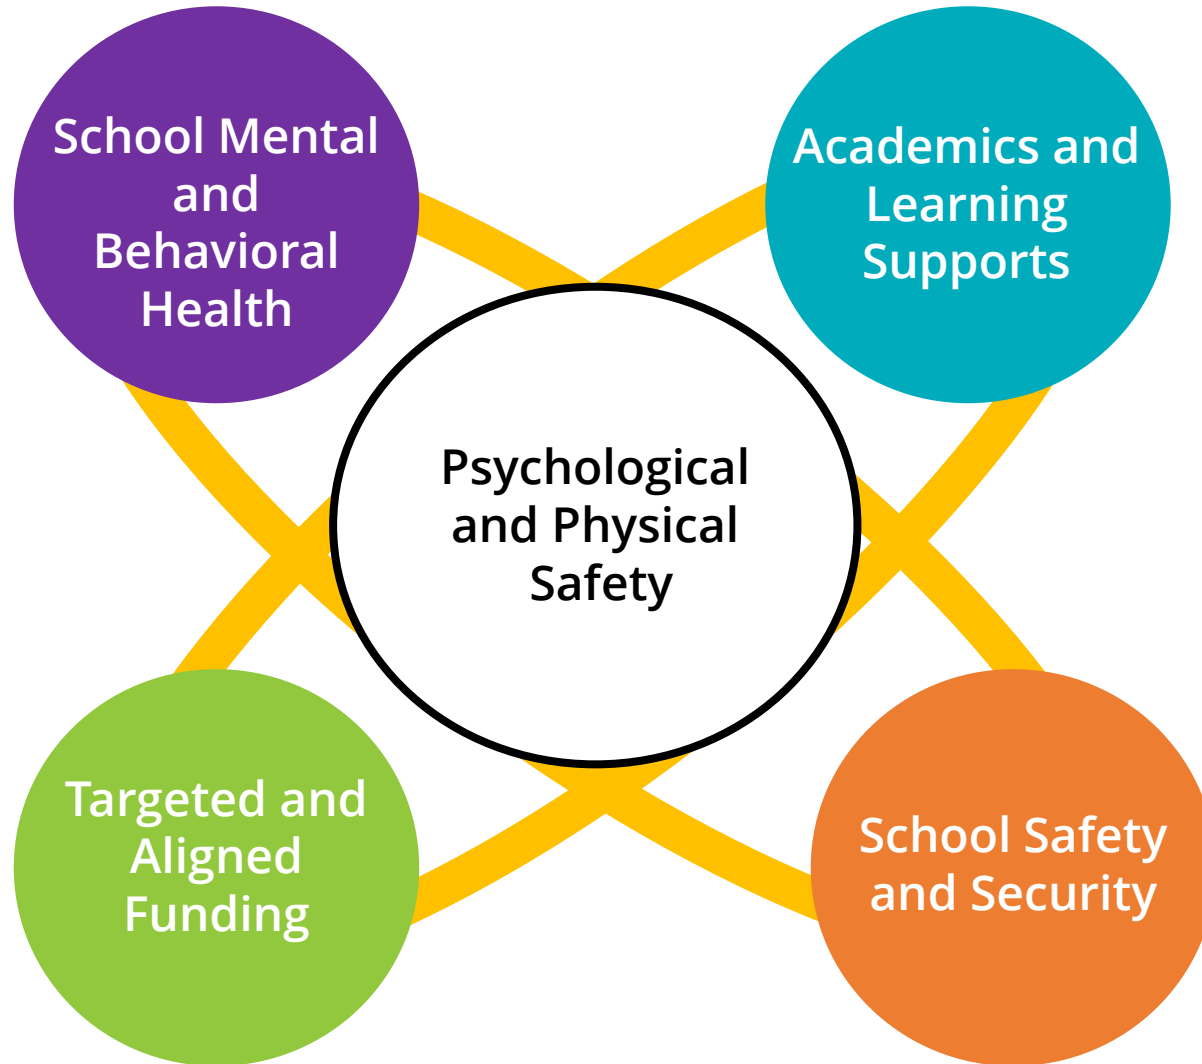 School Mental
and
Behavioral
Health
Academics and
Learning
Supports
Psychological
and Physical
Safety
Targeted and
Aligned
Funding
School Safety
and Security